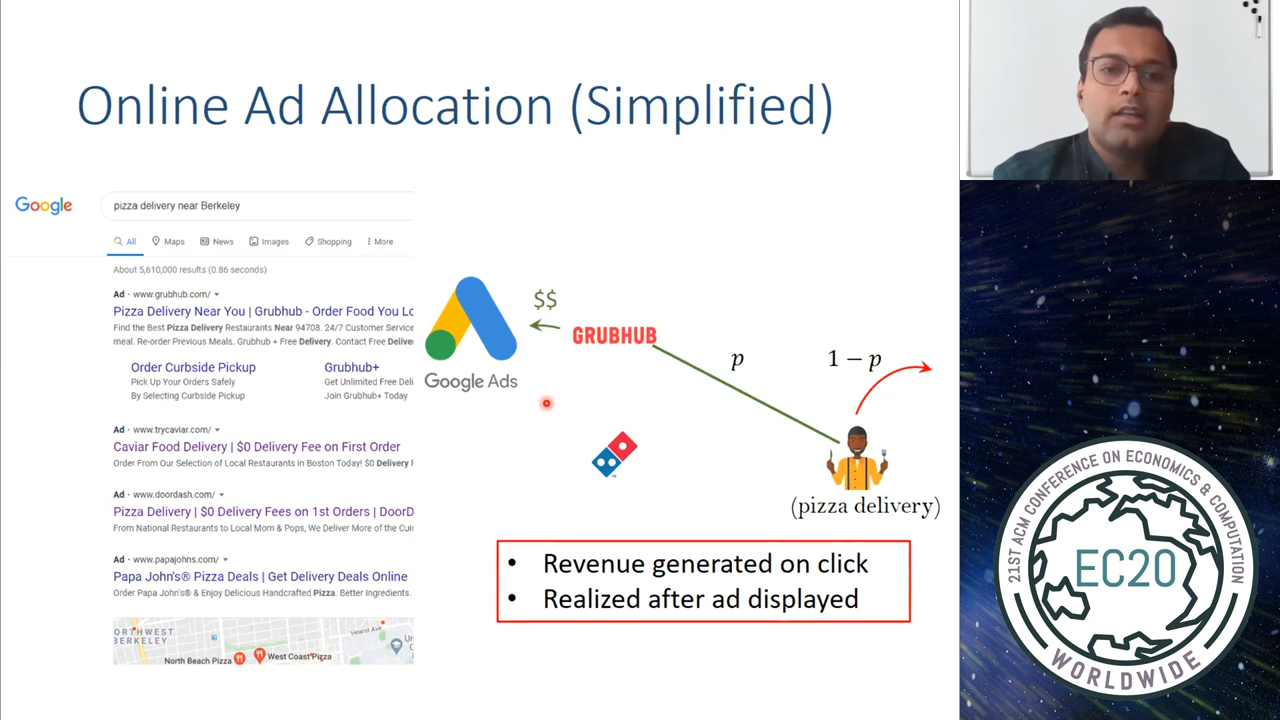 Online Ad Allocation (Simplified)
Google
pizza delivery near Berkeley
All
Maps
News
Images
Shopping
More
About 5,610,000 results (0.86 seconds)
Ad · www.grubhub.com/
Pizza Delivery Near You | Grubhub - Order Food You Lo
Find the Best Pizza Delivery Restaurants Near 94708. 24/7 Customer Service
meal. Re-order Previous Meals. Grubhub + Free Delivery. Contact Free Delive
Order Curbside Pickup
Pick Up Your Orders Safely
By Selecting Curbside Pickup
Grubhub+
Get Unlimited Free Deli
Join Grubhub+ Today
Ad · www.trycaviar.com/
Caviar Food Delivery | $0 Delivery Fee on First Order
Order From Our Selection of Local Restaurants in Boston Today! $0 Delivery F
Ad · www.doordash.com/
Pizza Delivery | $0 Delivery Fees on 1st Orders | DoorD
From National Restaurants to Local Mom & Pops, We Deliver More of the Cui
Ad · www.papajohns.com/
Papa John's® Pizza Deals | Get Delivery Deals Online
Order Papa John's® & Enjoy Delicious Handcrafted Pizza. Better Ingredients.
ORTHWEST
BERKELEY
Hearst Ave
North Beach Pizza
West Coast Pizza
Google Ads
$$
GRUBHUB
p
1 − p
(pizza delivery)
• Revenue generated on click
• Realized after ad displayed
21ST ACM CONFERENCE ON ECONOMICS & COMPUTATION
EC20
WORLDWIDE